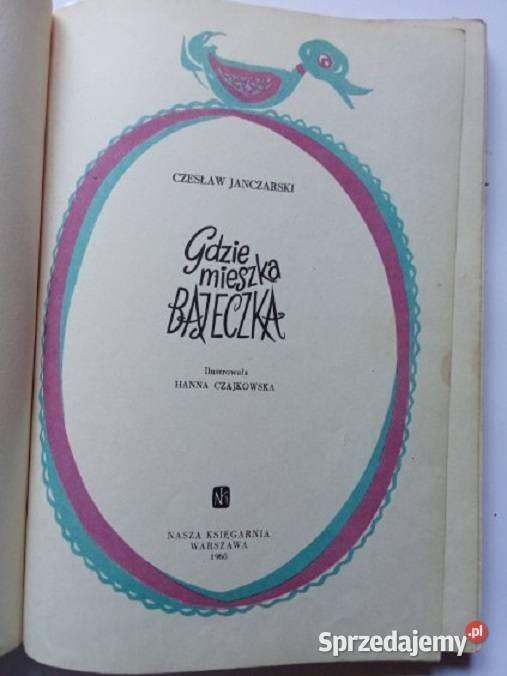 CZESŁAW JANCZARSKI
Gdzie
mieszka
BAJECZKA
Ilustrowała
HANNA CZAJKOWSKA
NK
NASZA KSIĘGARNIA
WARSZAWA
Sprzedajemy.pl